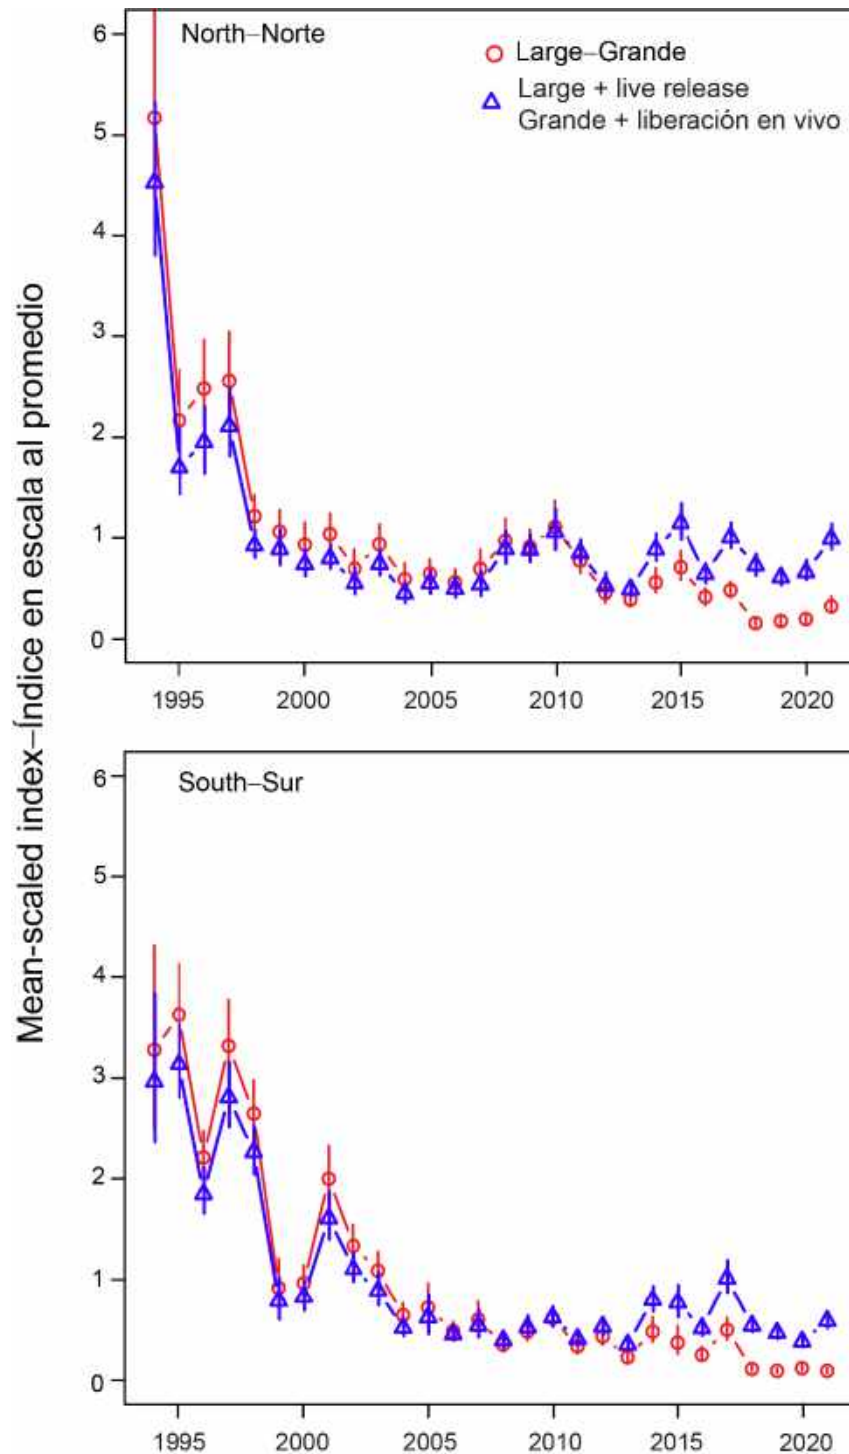 Mean-scaled index–Índice en escala al promedio
North–Norte
Large–Grande
Large + live release
Grande + liberación en vivo
6
5
4
3
2
1
0
1995 2000 2005 2010 2015 2020
South–Sur
6
5
4
3
2
1
0
1995 2000 2005 2010 2015 2020